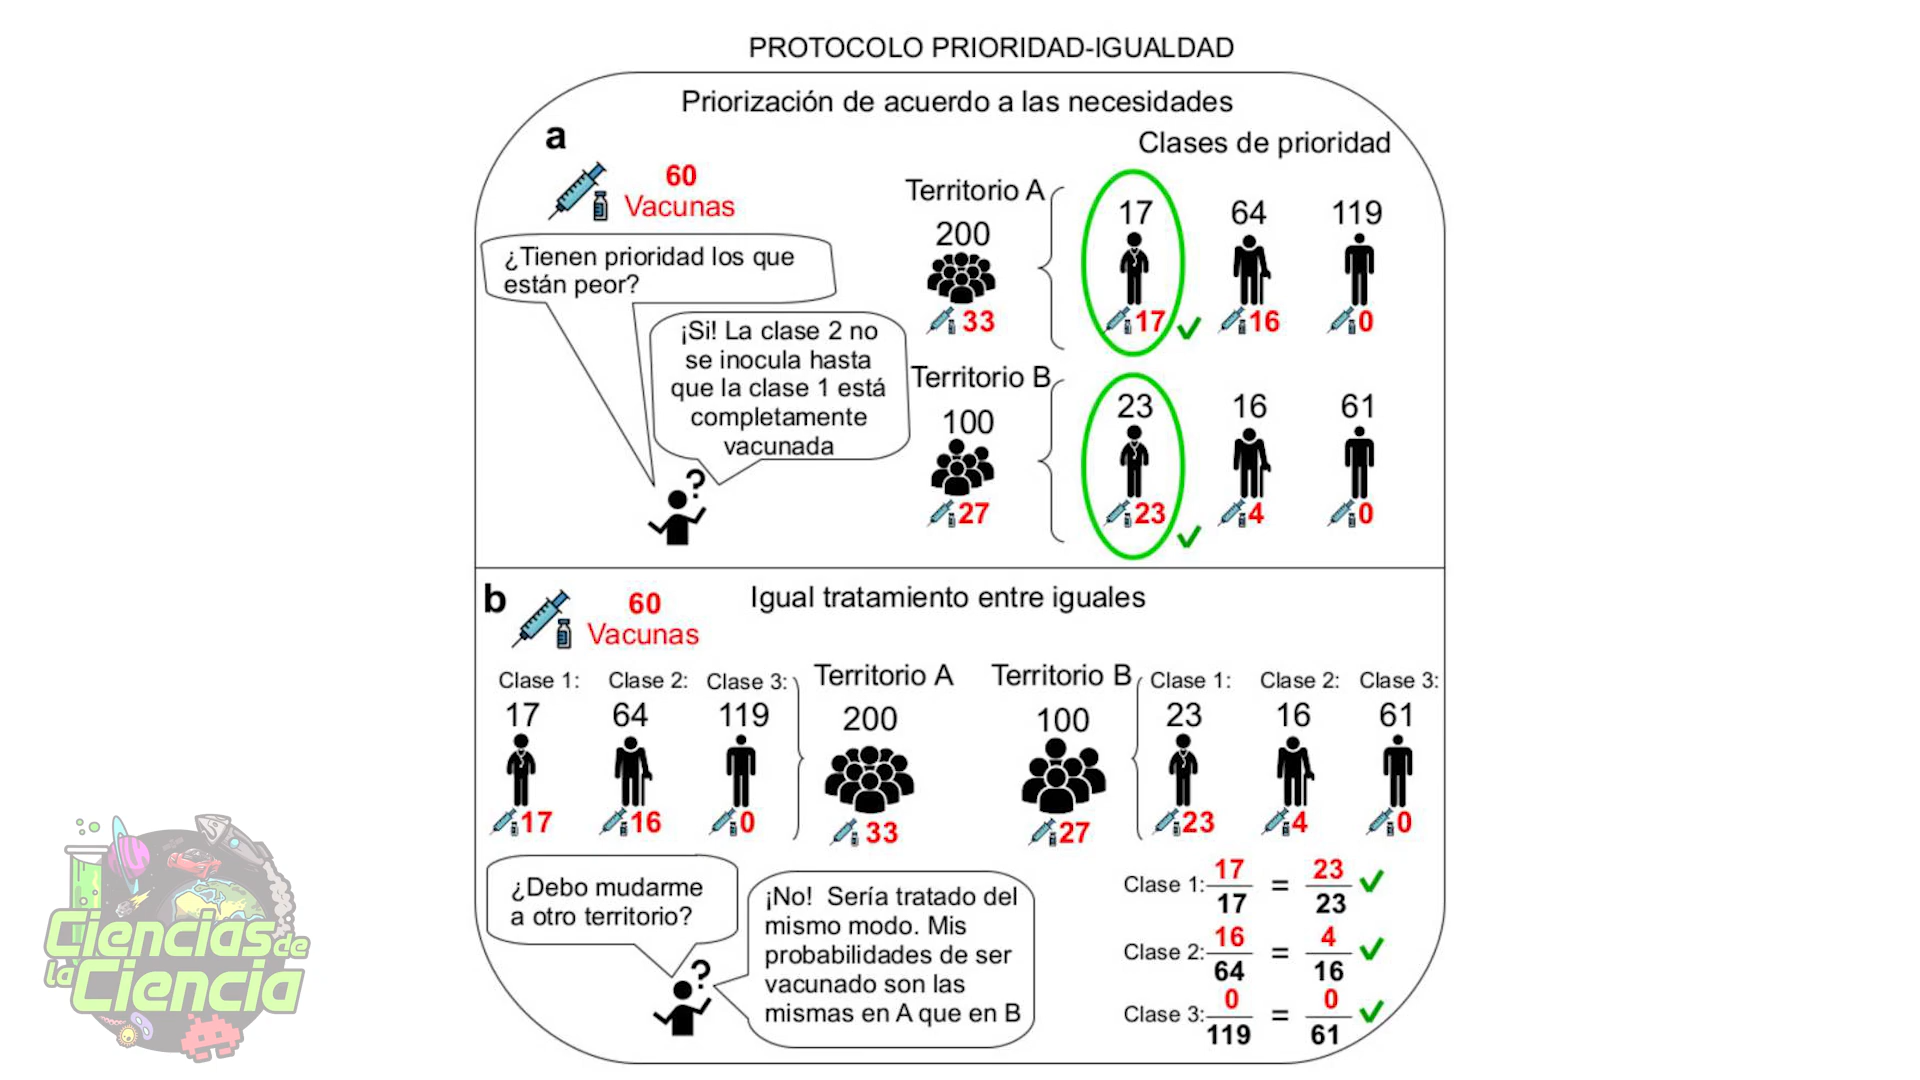 PROTOCOLO PRIORIDAD-IGUALDAD
Priorización de acuerdo a las necesidades
a
Clases de prioridad
60
Vacunas
¿Tienen prioridad los que
están peor?
¡Si! La clase 2 no
se inocula hasta
que la clase 1 está
completamente
vacunada
?
Territorio A
200
33
17
64
119
17
16
0
Territorio B
100
27
23
16
61
23
4
0
b
60
Vacunas
Igual tratamiento entre iguales
Clase 1:
Clase 2:
Clase 3:
Territorio A
17
64
119
200
17
16
0
33
Territorio B
Clase 1:
Clase 2:
Clase 3:
100
23
16
61
27
23
4
0
¿Debo mudarme
a otro territorio?
¡No! Sería tratado del
mismo modo. Mis
probabilidades de ser
vacunado son las
mismas en A que en B
?
Clase 1: 17/17 = 23/23
Clase 2: 16/64 = 4/16
Clase 3: 0/119 = 0/61
Ciencias de
la Ciencia